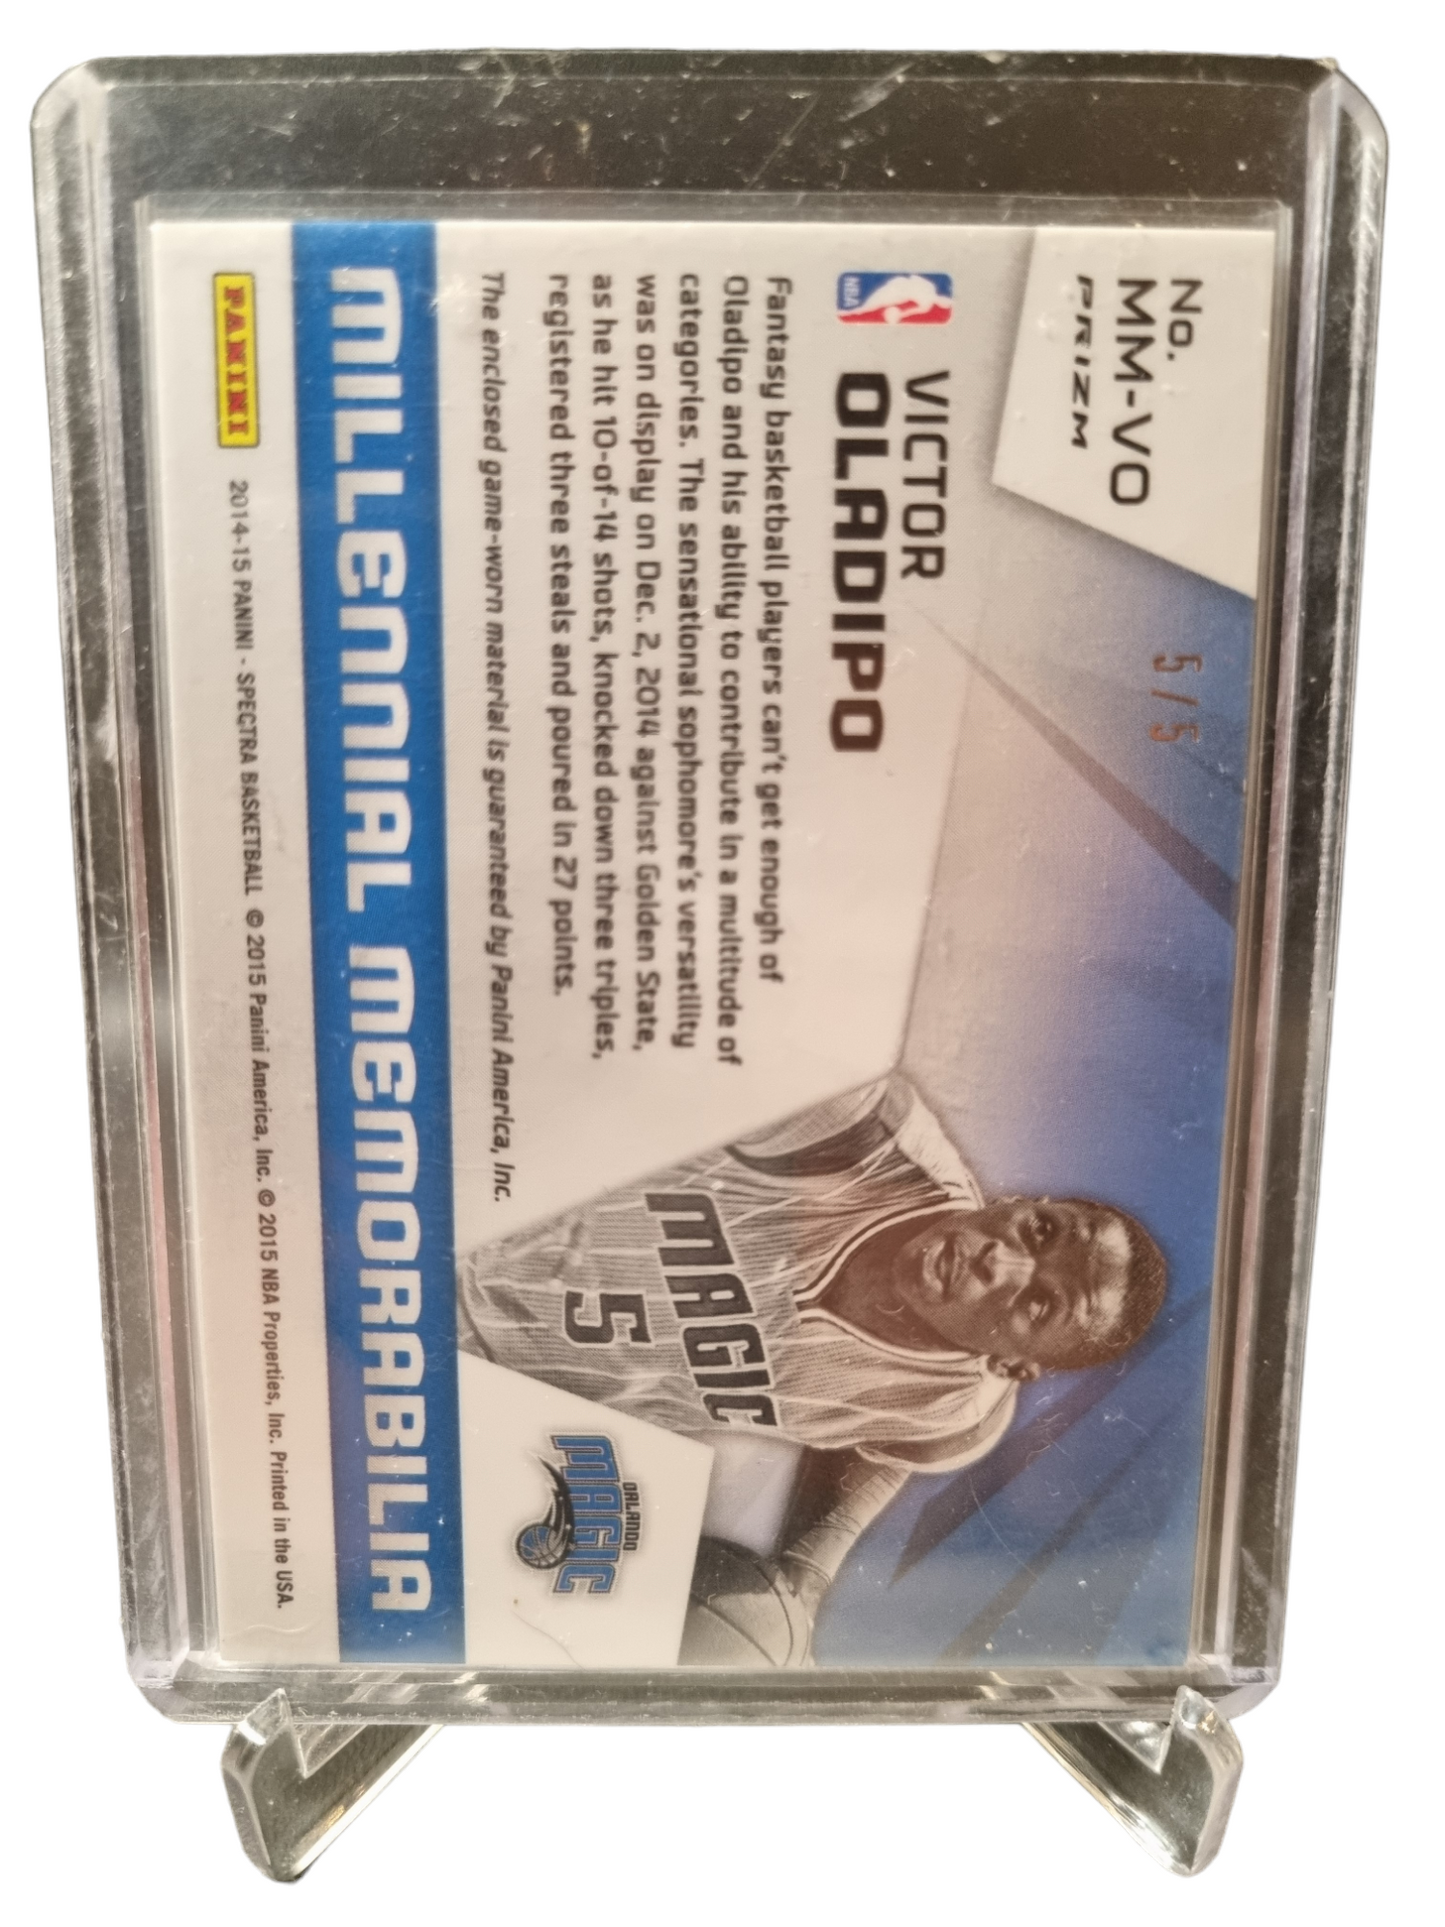 No.
MM-VO
PRIZM
5/5
NBA
VICTOR
OLADIPO
Fantasy basketball players can't get enough of
Oladipo and his ability to contribute in a multitude of
categories. The sensational sophomore's versatility
was on display on Dec. 2, 2014 against Golden State,
as he hit 10-of-14 shots, knocked down three triples,
registered three steals and poured in 27 points.
The enclosed game-worn material is guaranteed by Panini America, Inc.
MAGIC
5
ORLANDO
MAGIC
MILLENNIAL MEMORABILIA
PANINI
2014-15 PANINI - SPECTRA BASKETBALL © 2015 Panini America, Inc. © 2015 NBA Properties, Inc. Printed in the USA.